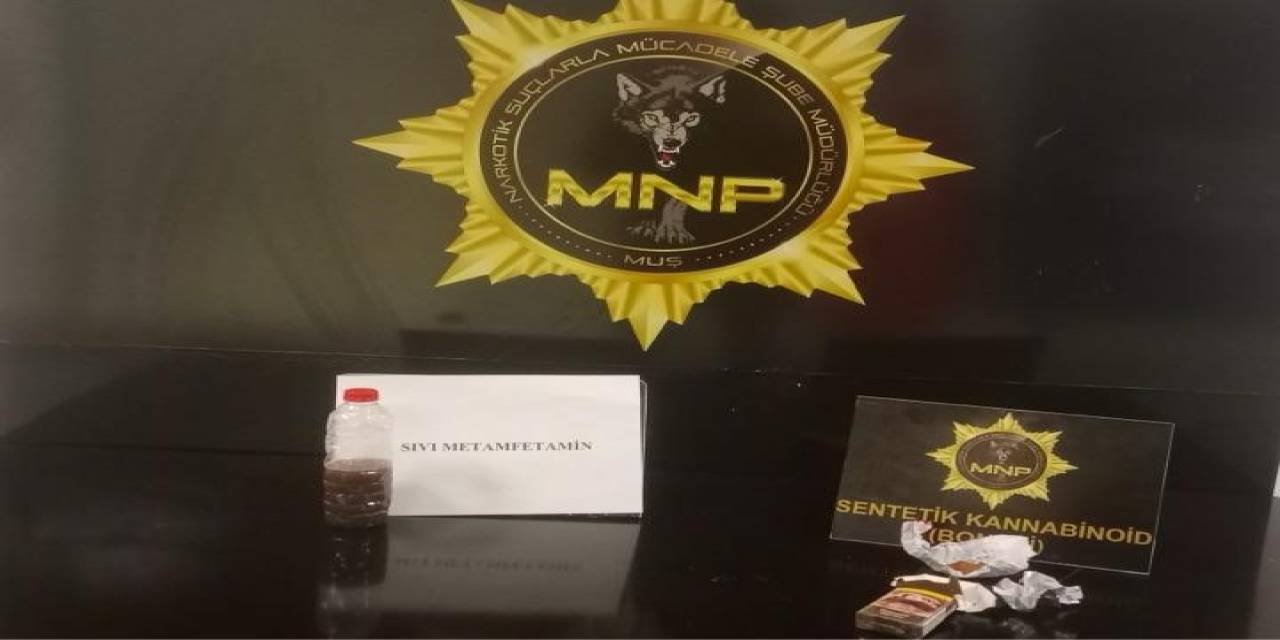 NARKOTİK SUÇLARLA MÜCADELE ŞUBE MÜDÜRLÜĞÜ
MNP
MUŞ
SIVI METAMFETAMİN
MNP
SENTETİK KANNABİNOİD